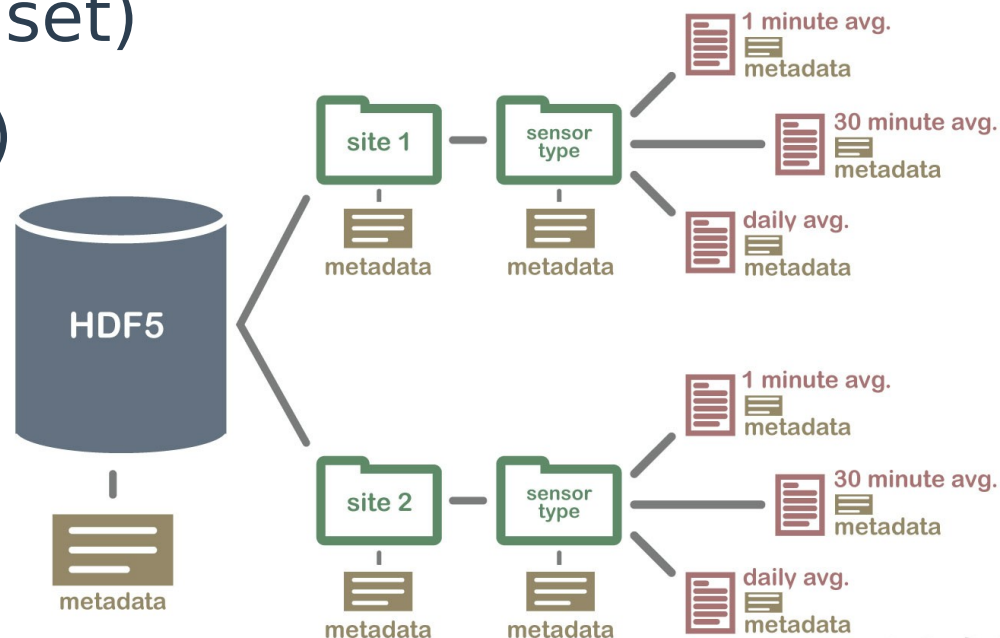 set)
)
1 minute avg.
metadata
30 minute avg.
metadata
daily avg.
metadata
site 1
sensor
type
metadata
metadata
HDF5
metadata
1 minute avg.
metadata
30 minute avg.
metadata
daily avg.
metadata
site 2
sensor
type
metadata
metadata